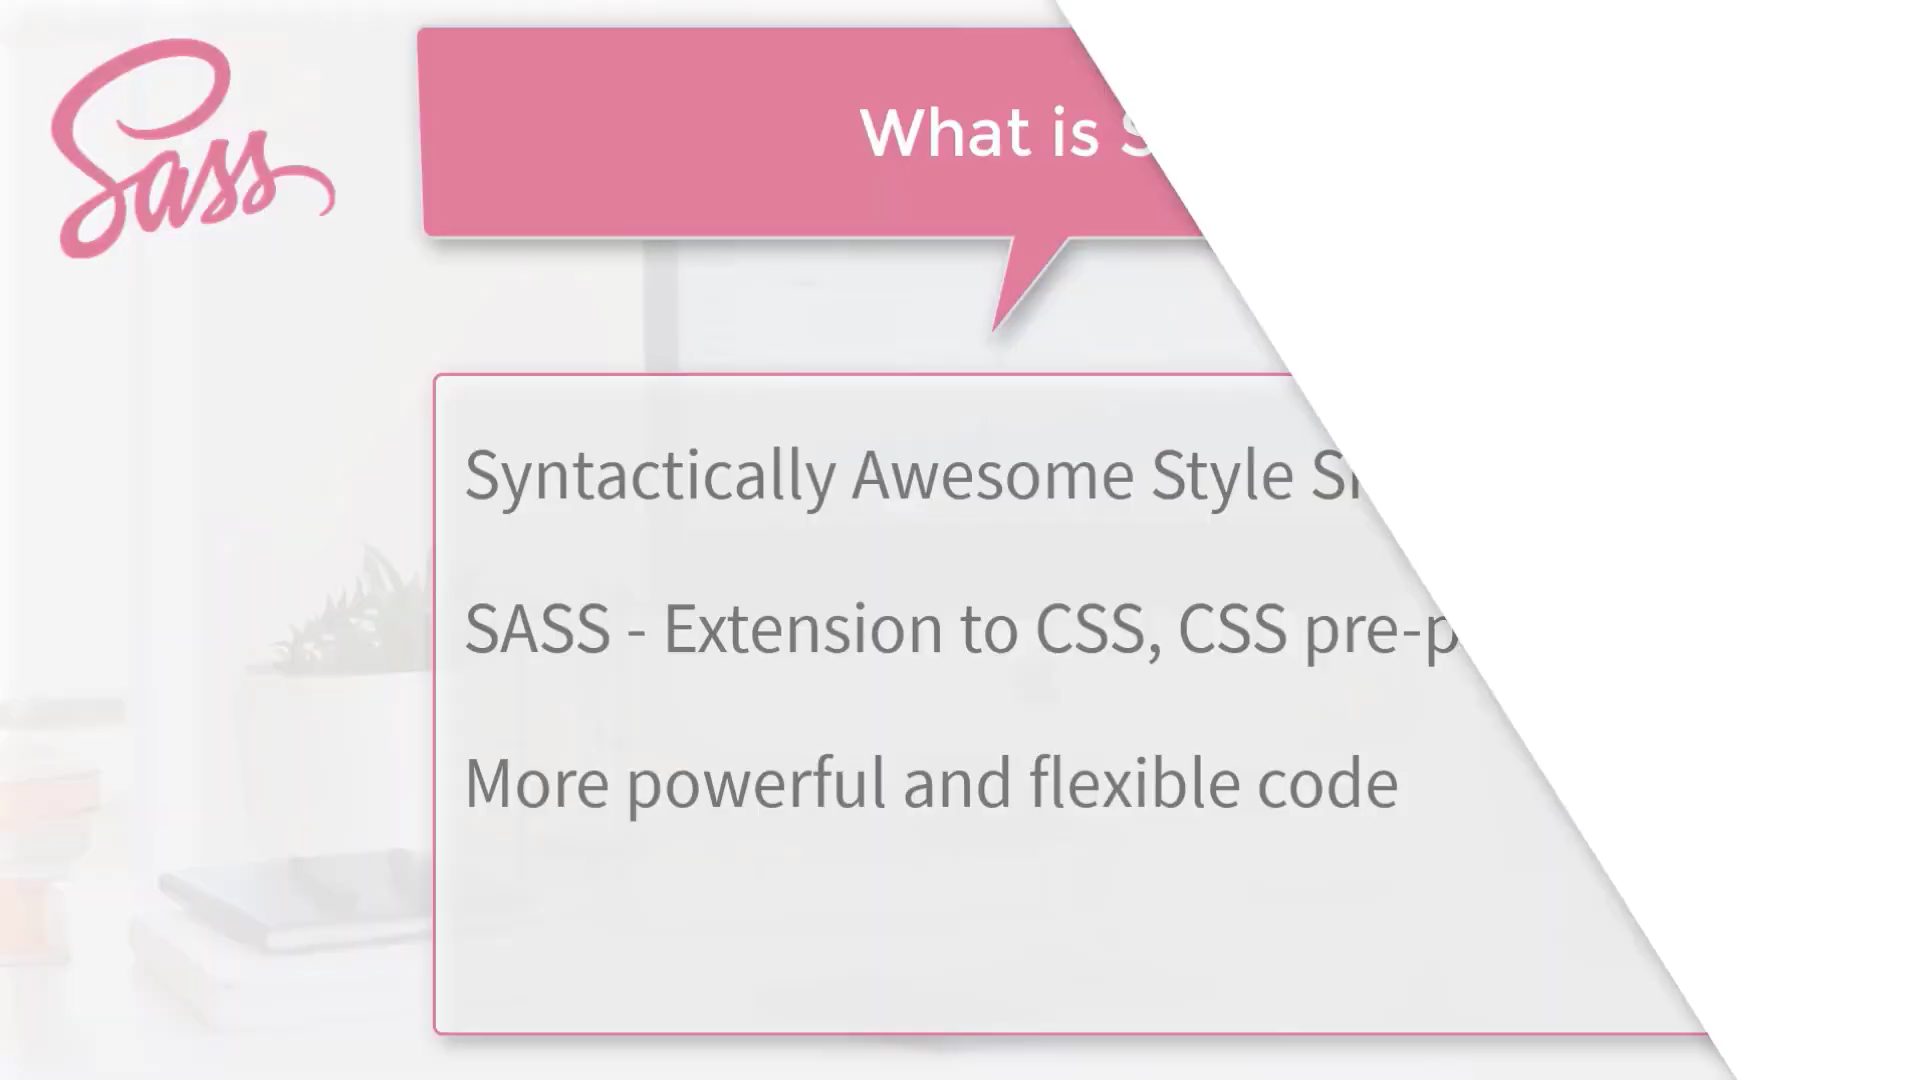 Sass
What is
Syntactically Awesome Style
SASS - Extension to CSS, CSS pre-p
More powerful and flexible code